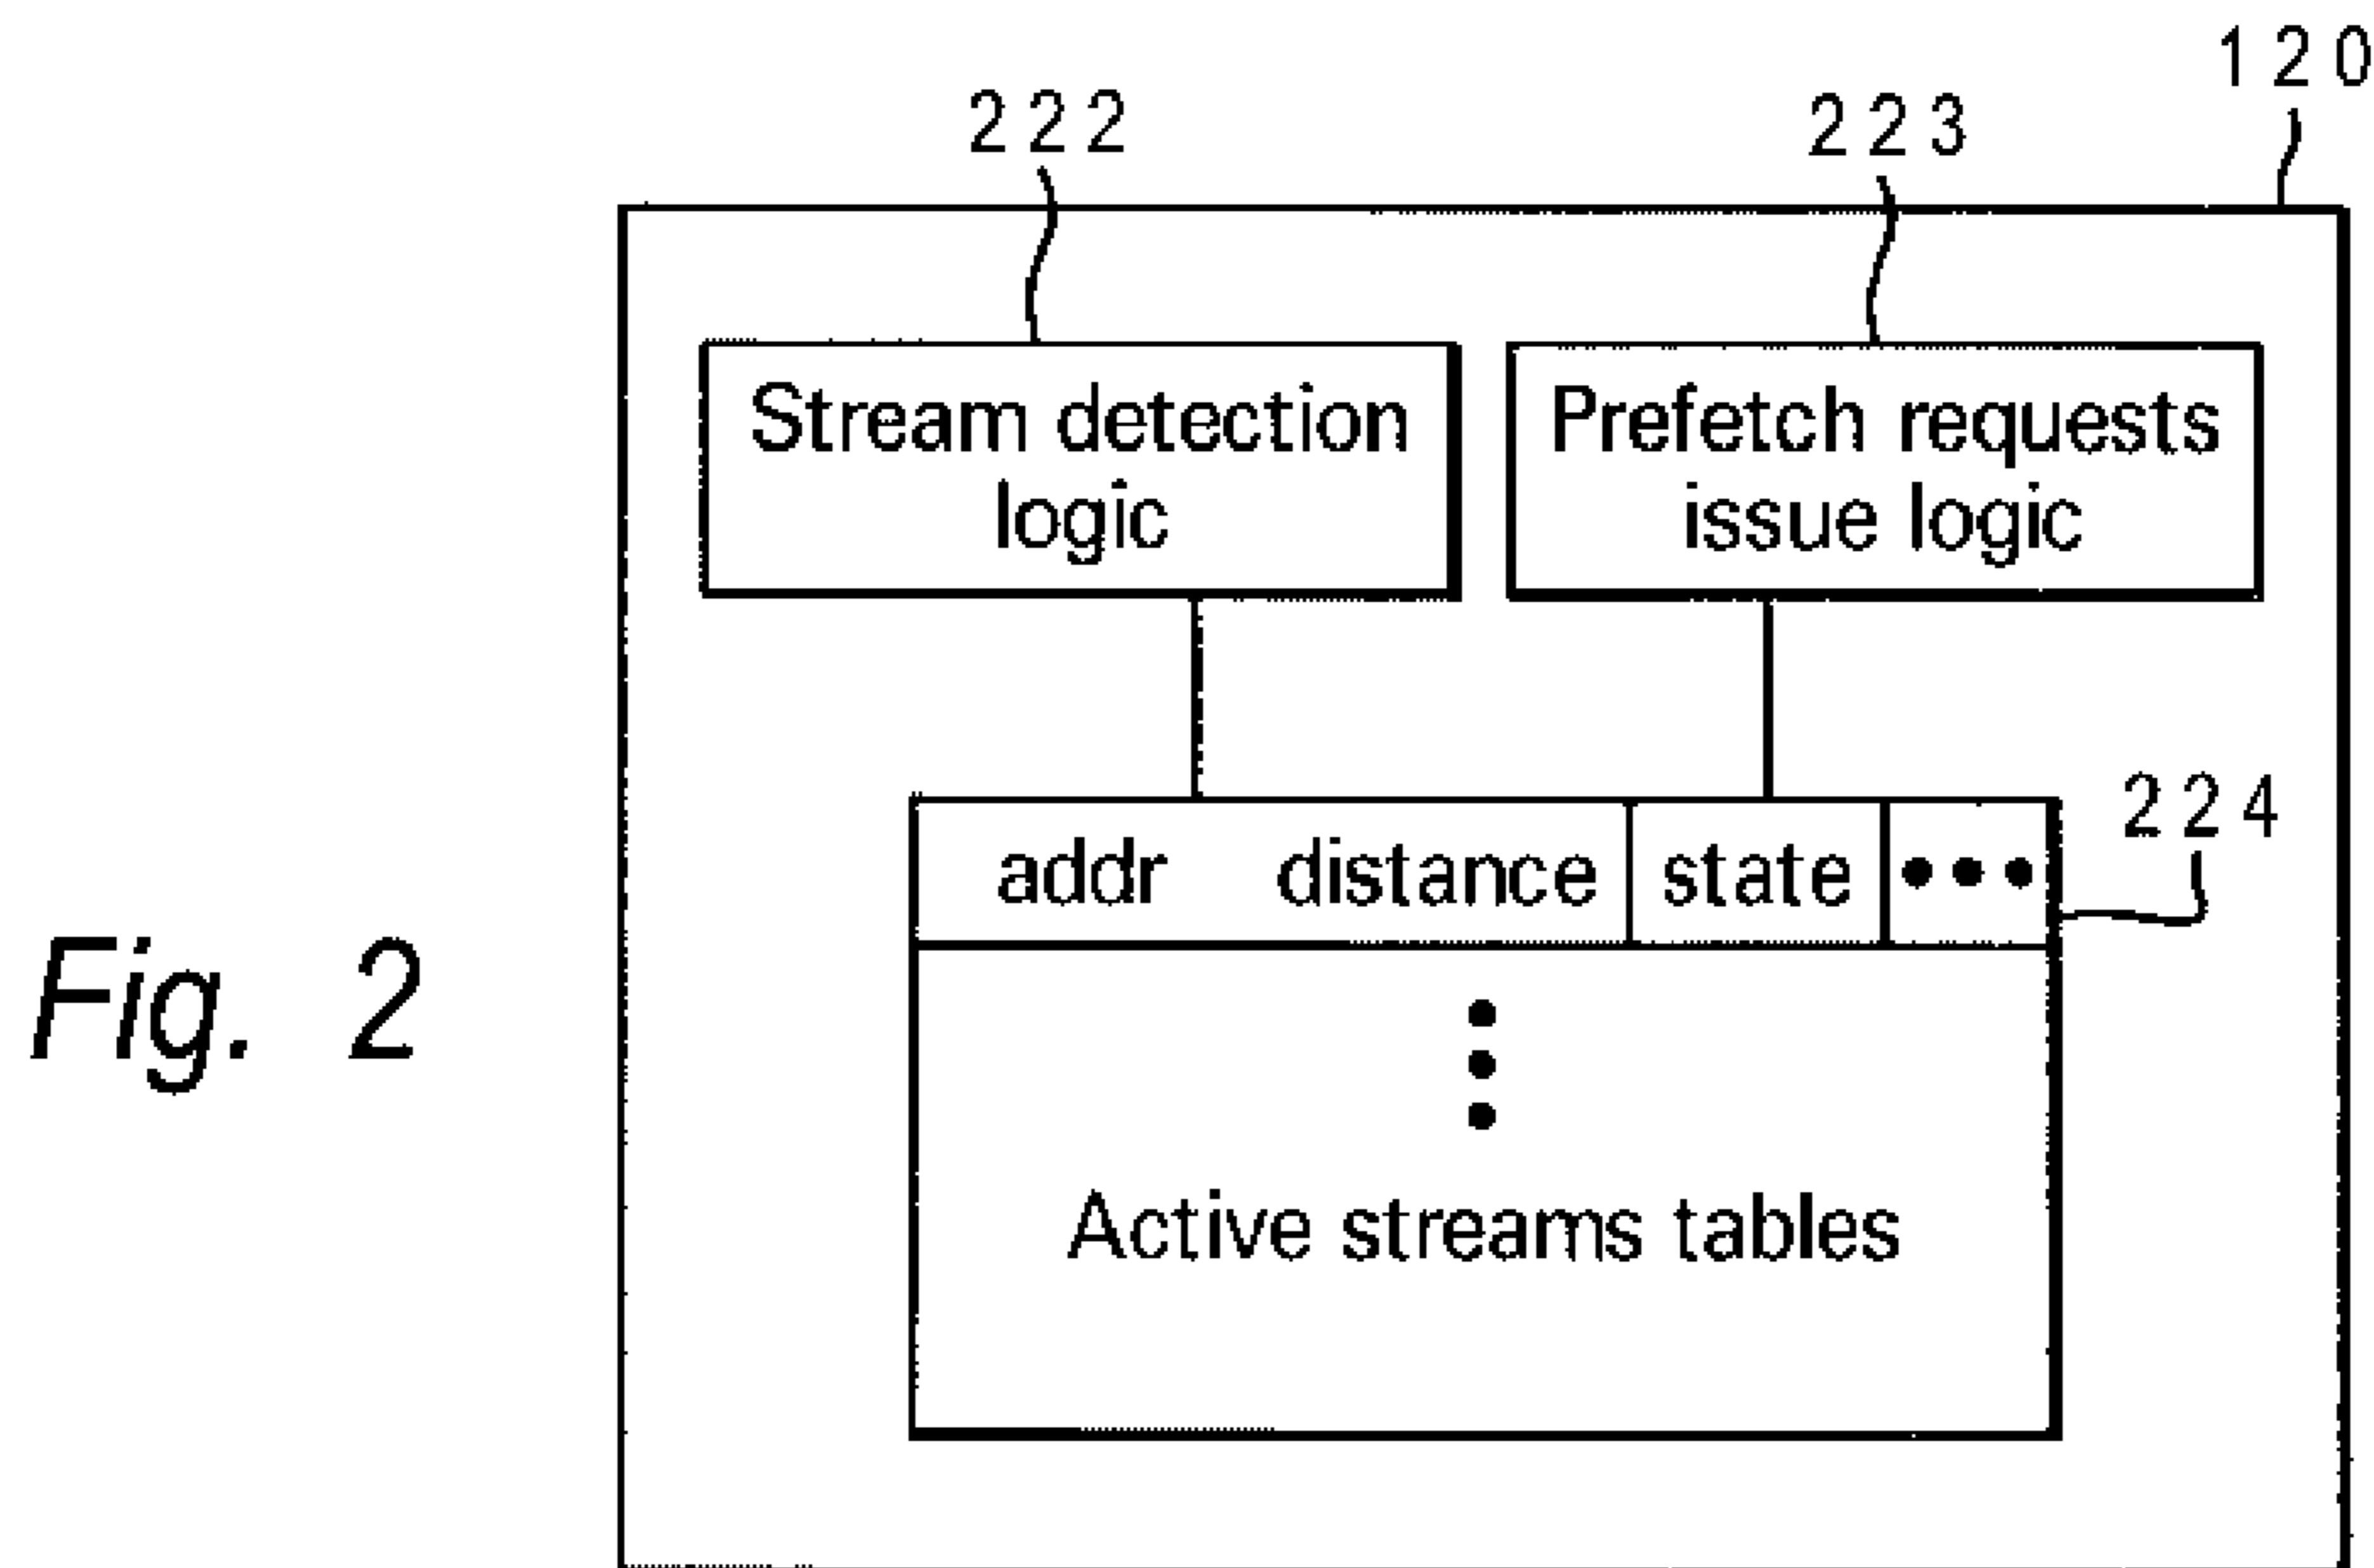 120
222 223
Stream detection
logic
Prefetch requests
issue logic
224
addr distance state •••
Active streams tables
Fig. 2